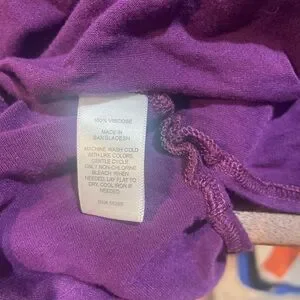 100% VISCOSE
MADE IN
BANGLADESH
MACHINE WASH COLD
WITH LIKE COLORS,
GENTLE CYCLE
ONLY NON-CHLORINE
BLEACH WHEN
NEEDED, LAY FLAT TO
DRY, COOL IRON IF
NEEDED